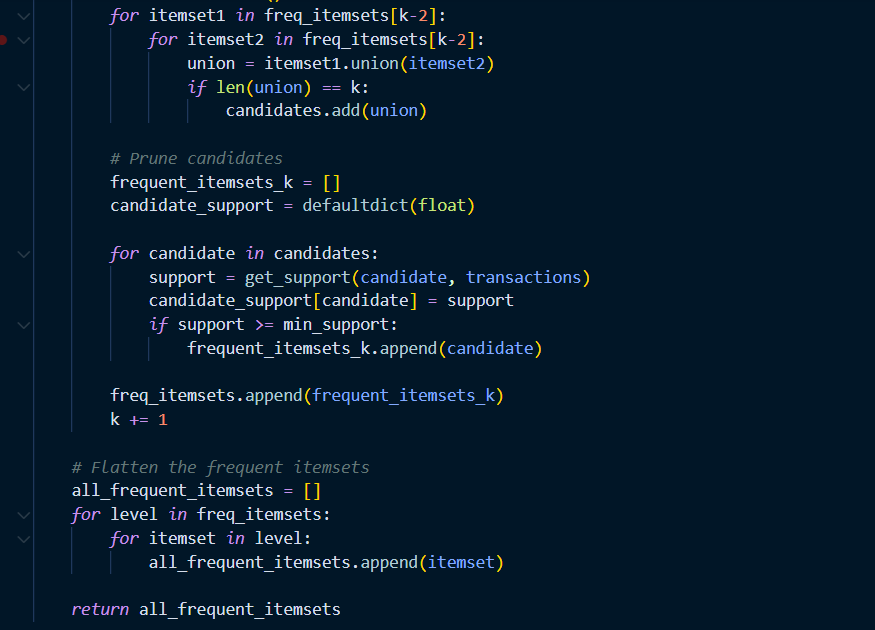 for itemset1 in freq_itemsets[k-2]:
for itemset2 in freq_itemsets[k-2]:
union = itemset1.union(itemset2)
if len(union) == k:
candidates.add(union)
# Prune candidates
frequent_itemsets_k = []
candidate_support = defaultdict(float)
for candidate in candidates:
support = get_support(candidate, transactions)
candidate_support[candidate] = support
if support >= min_support:
frequent_itemsets_k.append(candidate)
freq_itemsets.append(frequent_itemsets_k)
k += 1
# Flatten the frequent itemsets
all_frequent_itemsets = []
for level in freq_itemsets:
for itemset in level:
all_frequent_itemsets.append(itemset)
return all_frequent_itemsets